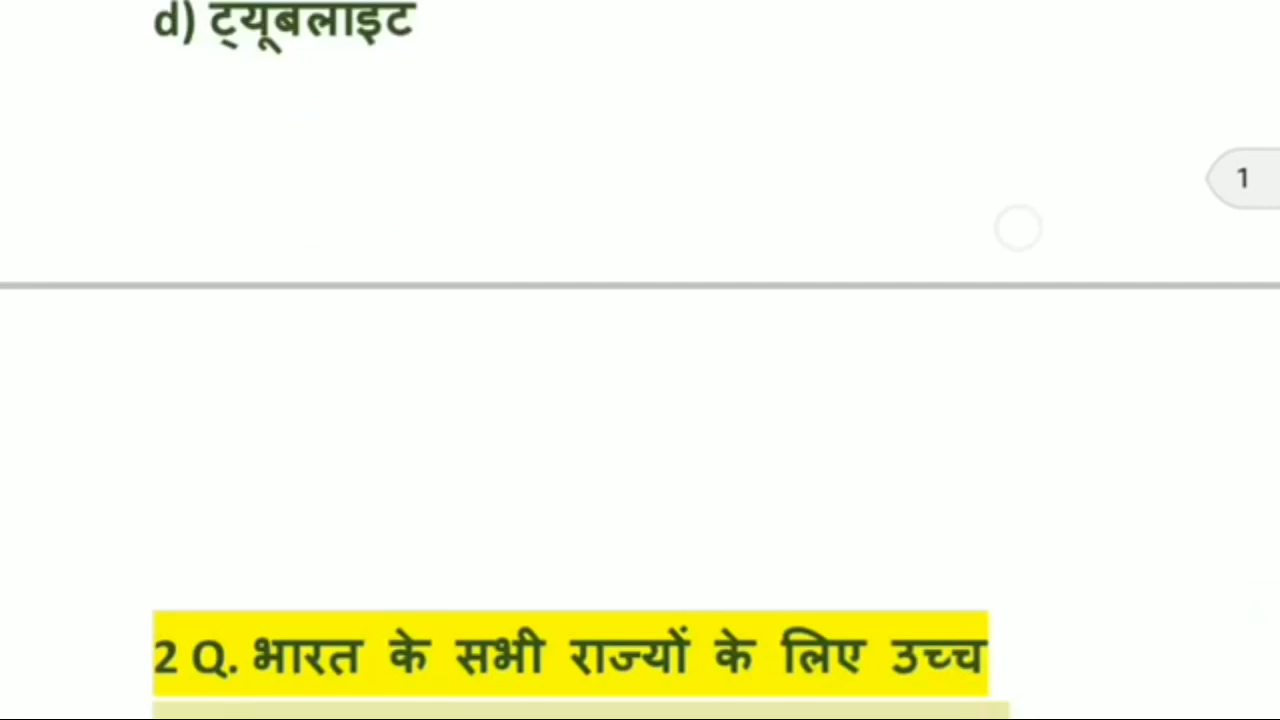 d) ट्यूबलाइट
1
2 Q. भारत के सभी राज्यों के लिए उच्च